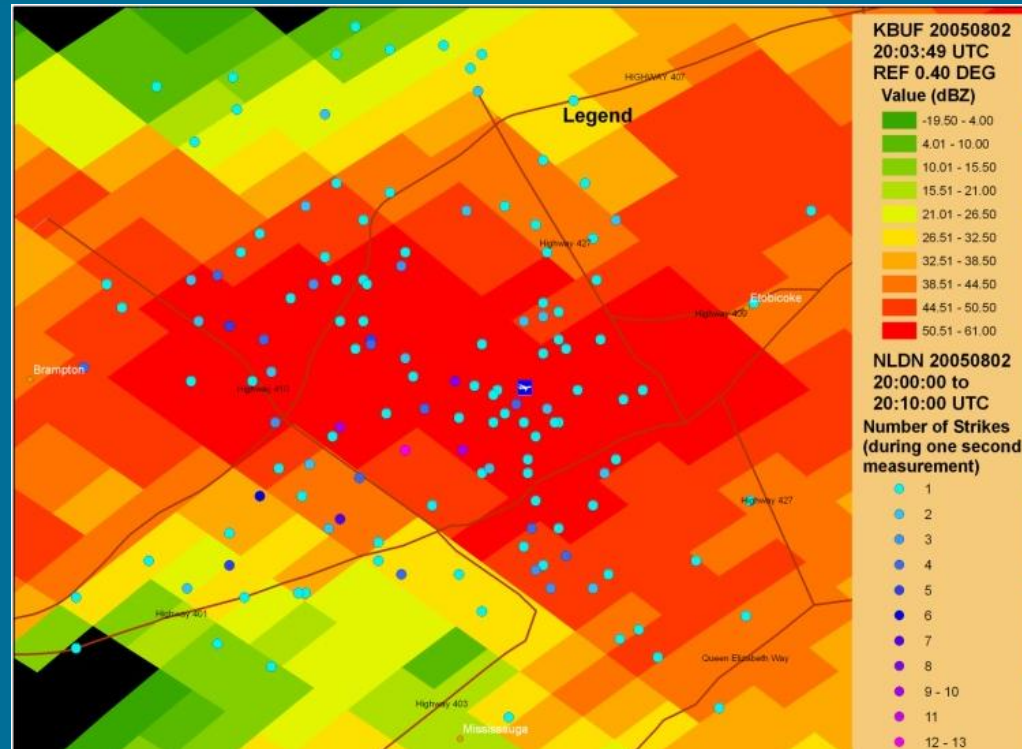 KBUF 20050802
20:03:49 UTC
REF 0.40 DEG
Value (dBZ)
-19.50 - 4.00
4.01 - 10.00
10.01 - 15.50
15.51 - 21.00
21.01 - 26.50
26.51 - 32.50
32.51 - 38.50
38.51 - 44.50
44.51 - 50.50
50.51 - 61.00
NLDN 20050802
20:00:00 to
20:10:00 UTC
Number of Strikes
(during one second
measurement)
1
2
3
4
5
6
7
8
9 - 10
11
12 - 13
HIGHWAY 407
Legend
Highway 427
Etobicoke
Highway 409
Brampton
Highway 410
Highway 427
Highway 401
Queen Elizabeth Way
Highway 403
Mississauga